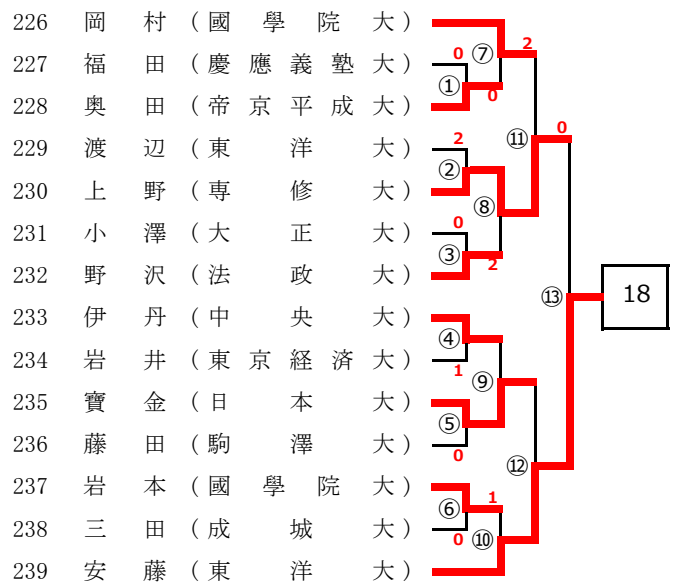 226 岡村(國學院大)
227 福田(慶應義塾大)
228 奥田(帝京平成大)
229 渡辺(東洋大)
230 上野(専修大)
231 小澤(大正大)
232 野沢(法政大)
233 伊丹(中央大)
234 岩井(東京経済大)
235 寶金(日本大)
236 藤田(駒澤大)
237 岩本(國學院大)
238 三田(成城大)
239 安藤(東洋大)
0
①
⑦
2
0
2
②
0
③
⑧
2
⑪
0
④
1
⑨
⑤
0
⑥
0
1
⑩
⑫
⑬
18